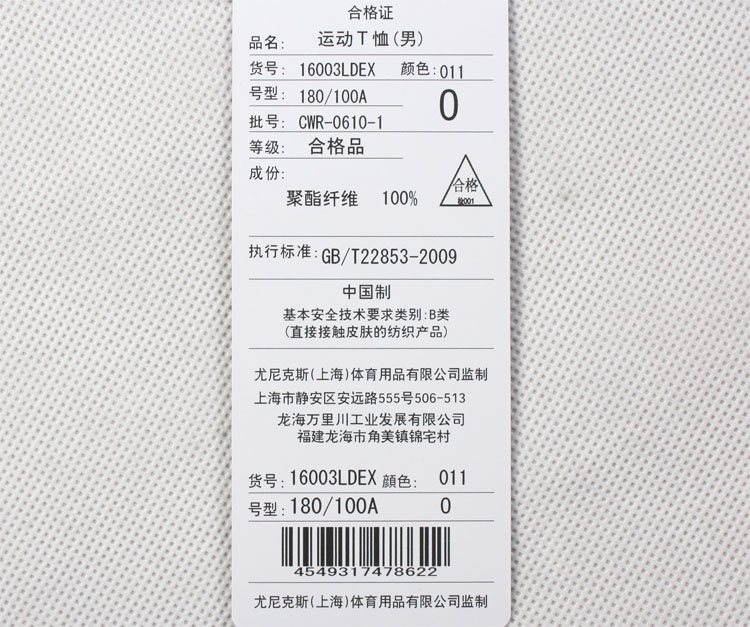 合格证
品名: 运动T恤(男)
货号: 16003LDEX 颜色:011
号型: 180/100A 0
批号: CWR-0610-1
等级: 合格品
成份:
聚酯纤维 100%
合格
检001
执行标准:GB/T22853-2009
中国制
基本安全技术要求类别:B类
(直接接触皮肤的纺织产品)
尤尼克斯(上海)体育用品有限公司监制
上海市静安区安远路555号506-513
龙海万里川工业发展有限公司
福建龙海市角美镇锦宅村
货号:16003LDEX 顔色: 011
号型:180/100A 0
4549317478622
尤尼克斯(上海)体育用品有限公司监制